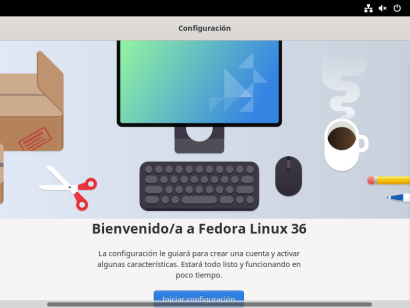 Configuración
Bienvenido/a a Fedora Linux 36
La configuración le guiará para crear una cuenta y activar
algunas características. Estará todo listo y funcionando en
poco tiempo.
Iniciar configuración